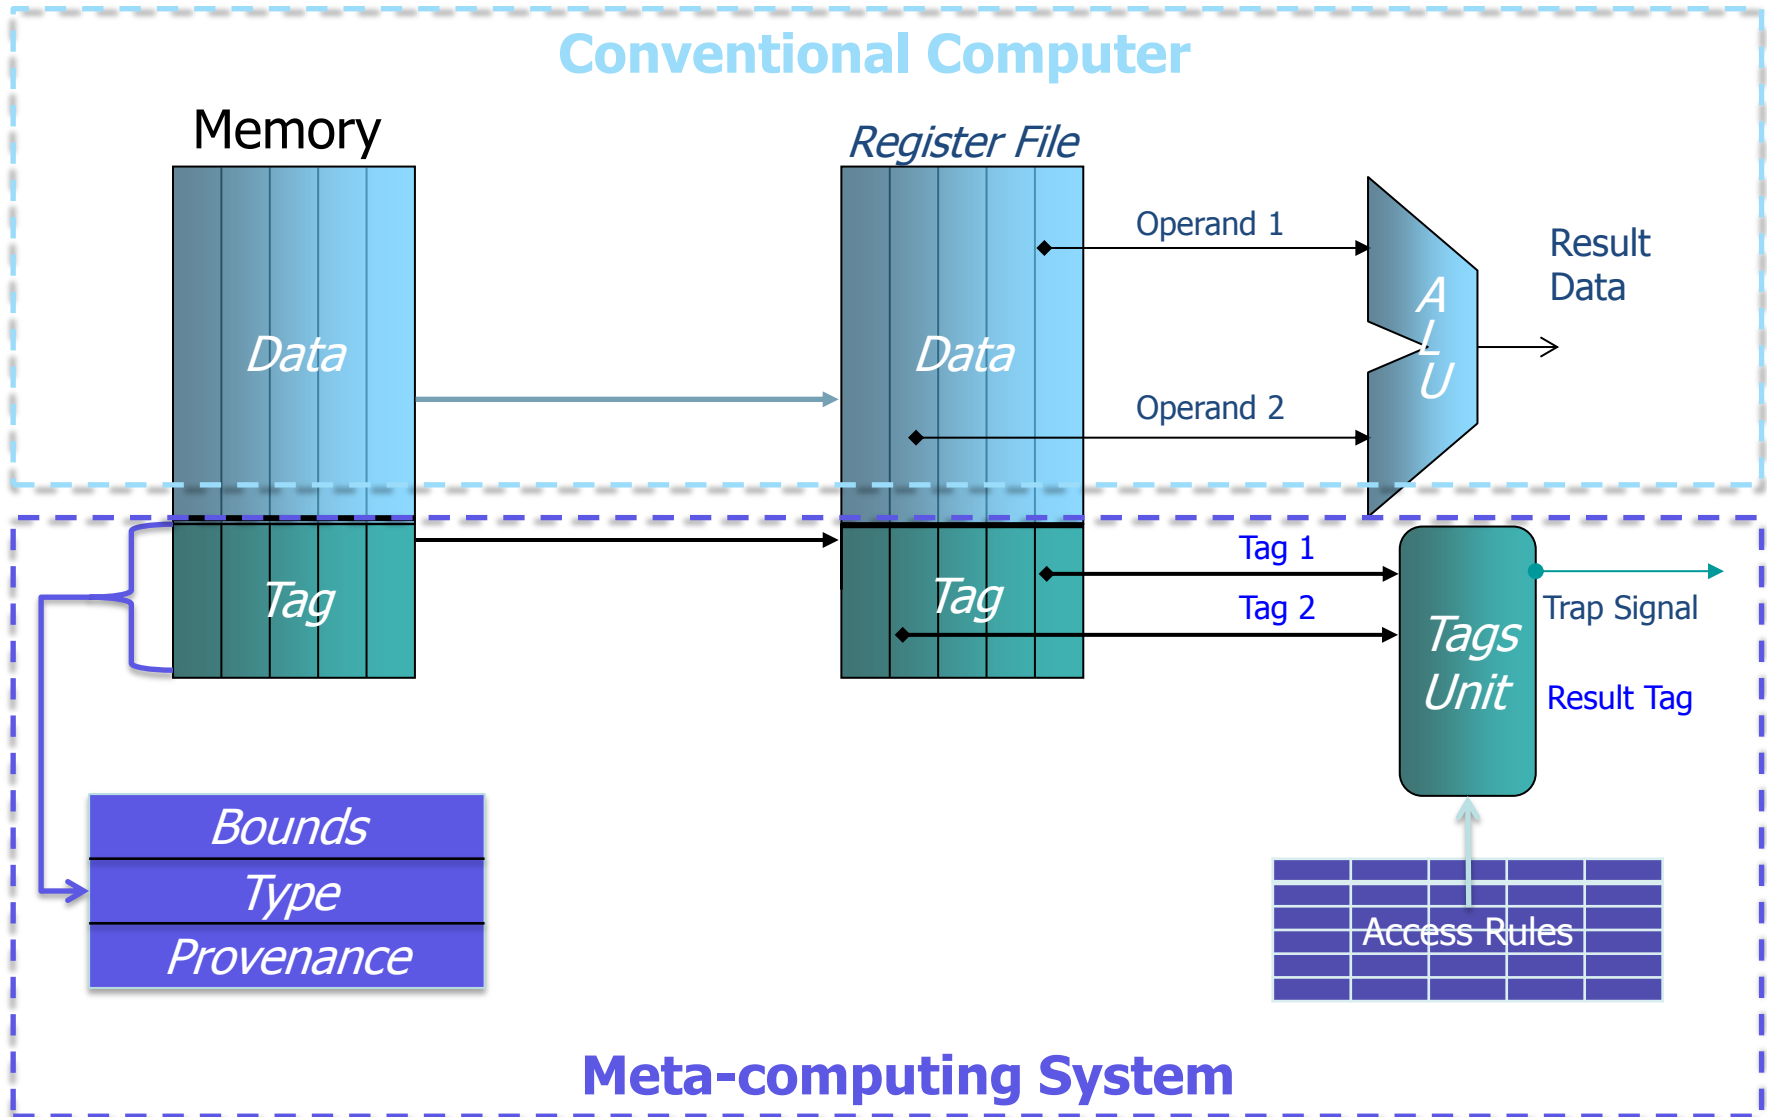 Conventional Computer
Memory
Register File
Operand 1
Result
Data
A
L
U
Data
Data
Operand 2
Tag 1
Tag 2
Tag
Tag
Trap Signal
Tags
Unit
Result Tag
Bounds
Type
Provenance
Access Rules
Meta-computing System